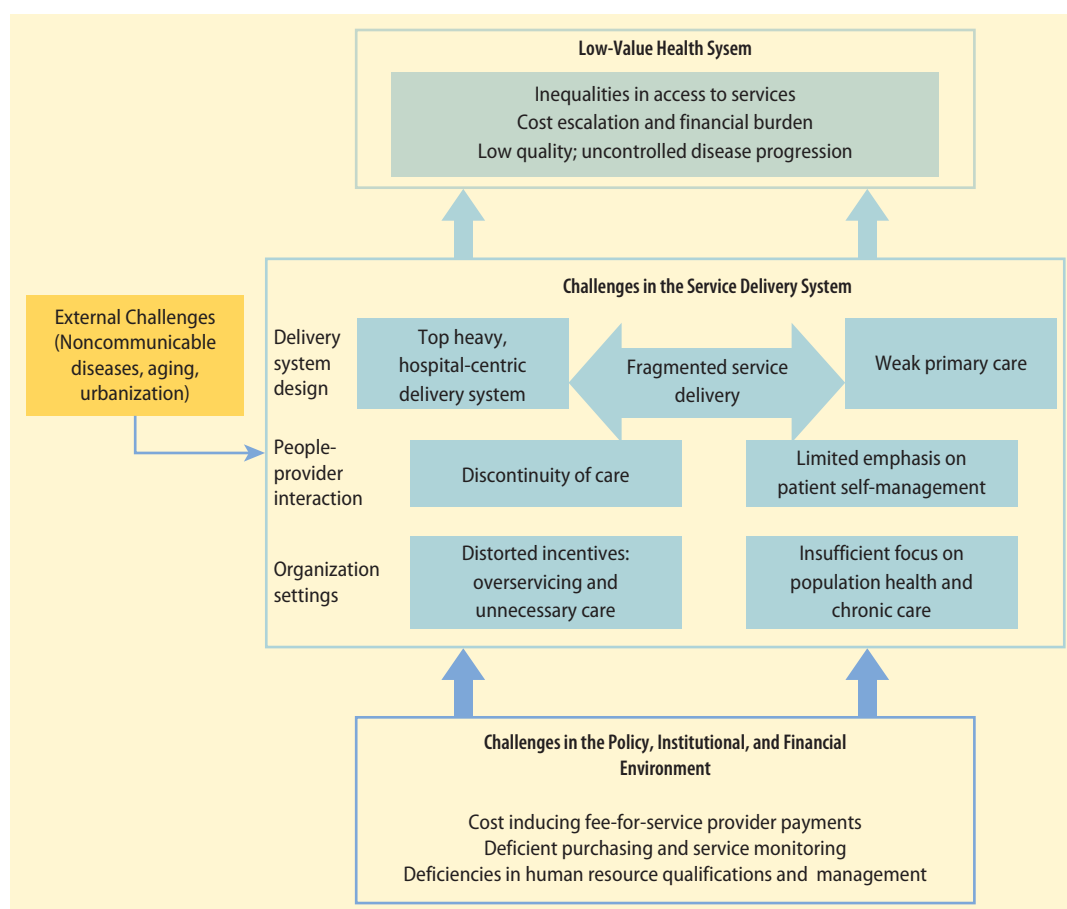 Low-Value Health Sysem
Inequalities in access to services
Cost escalation and financial burden
Low quality; uncontrolled disease progression
External Challenges
(Noncommunicable
diseases, aging,
urbanization)
Challenges in the Service Delivery System
Delivery
system
design
Top heavy,
hospital-centric
delivery system
Fragmented service
delivery
Weak primary care
People-
provider
interaction
Discontinuity of care
Limited emphasis on
patient self-management
Organization
settings
Distorted incentives:
overservicing and
unnecessary care
Insufficient focus on
population health and
chronic care
Challenges in the Policy, Institutional, and Financial
Environment
Cost inducing fee-for-service provider payments
Deficient purchasing and service monitoring
Deficiencies in human resource qualifications and management